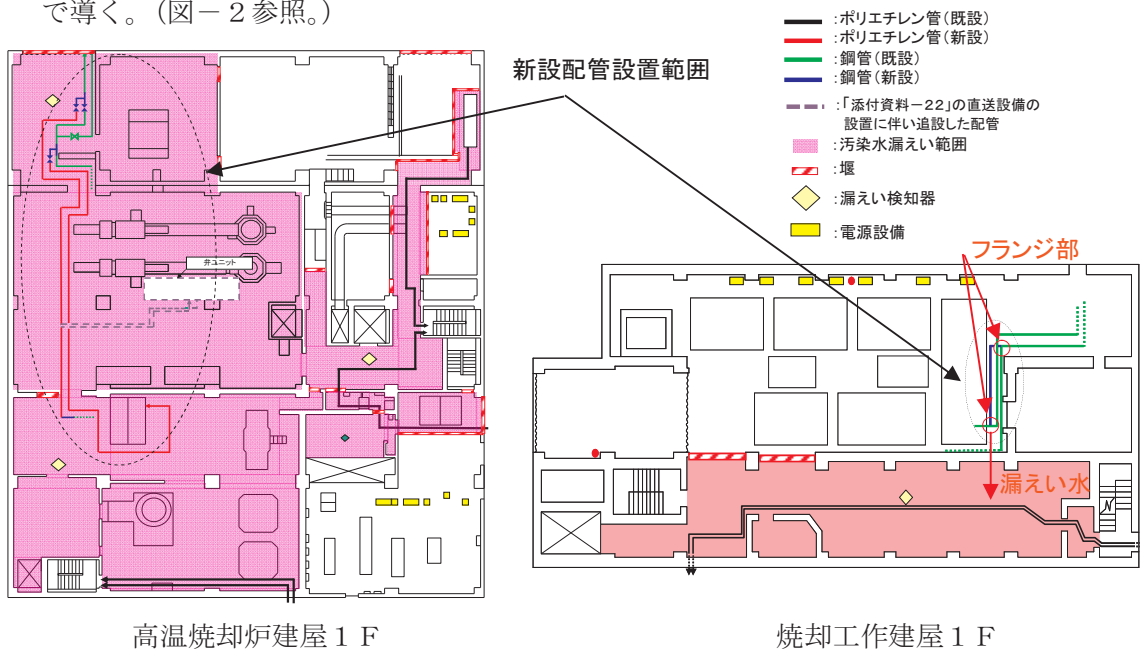 で導く。(図－２参照。)
:ポリエチレン管(既設)
:ポリエチレン管(新設)
:鋼管(既設)
:鋼管(新設)
:「添付資料－22」の直送設備の
設置に伴い追設した配管
:汚染水漏えい範囲
:堰
:漏えい検知器
:電源設備
新設配管設置範囲
弁ユニット
フランジ部
漏えい水
N
高温焼却炉建屋１Ｆ
焼却工作建屋１Ｆ